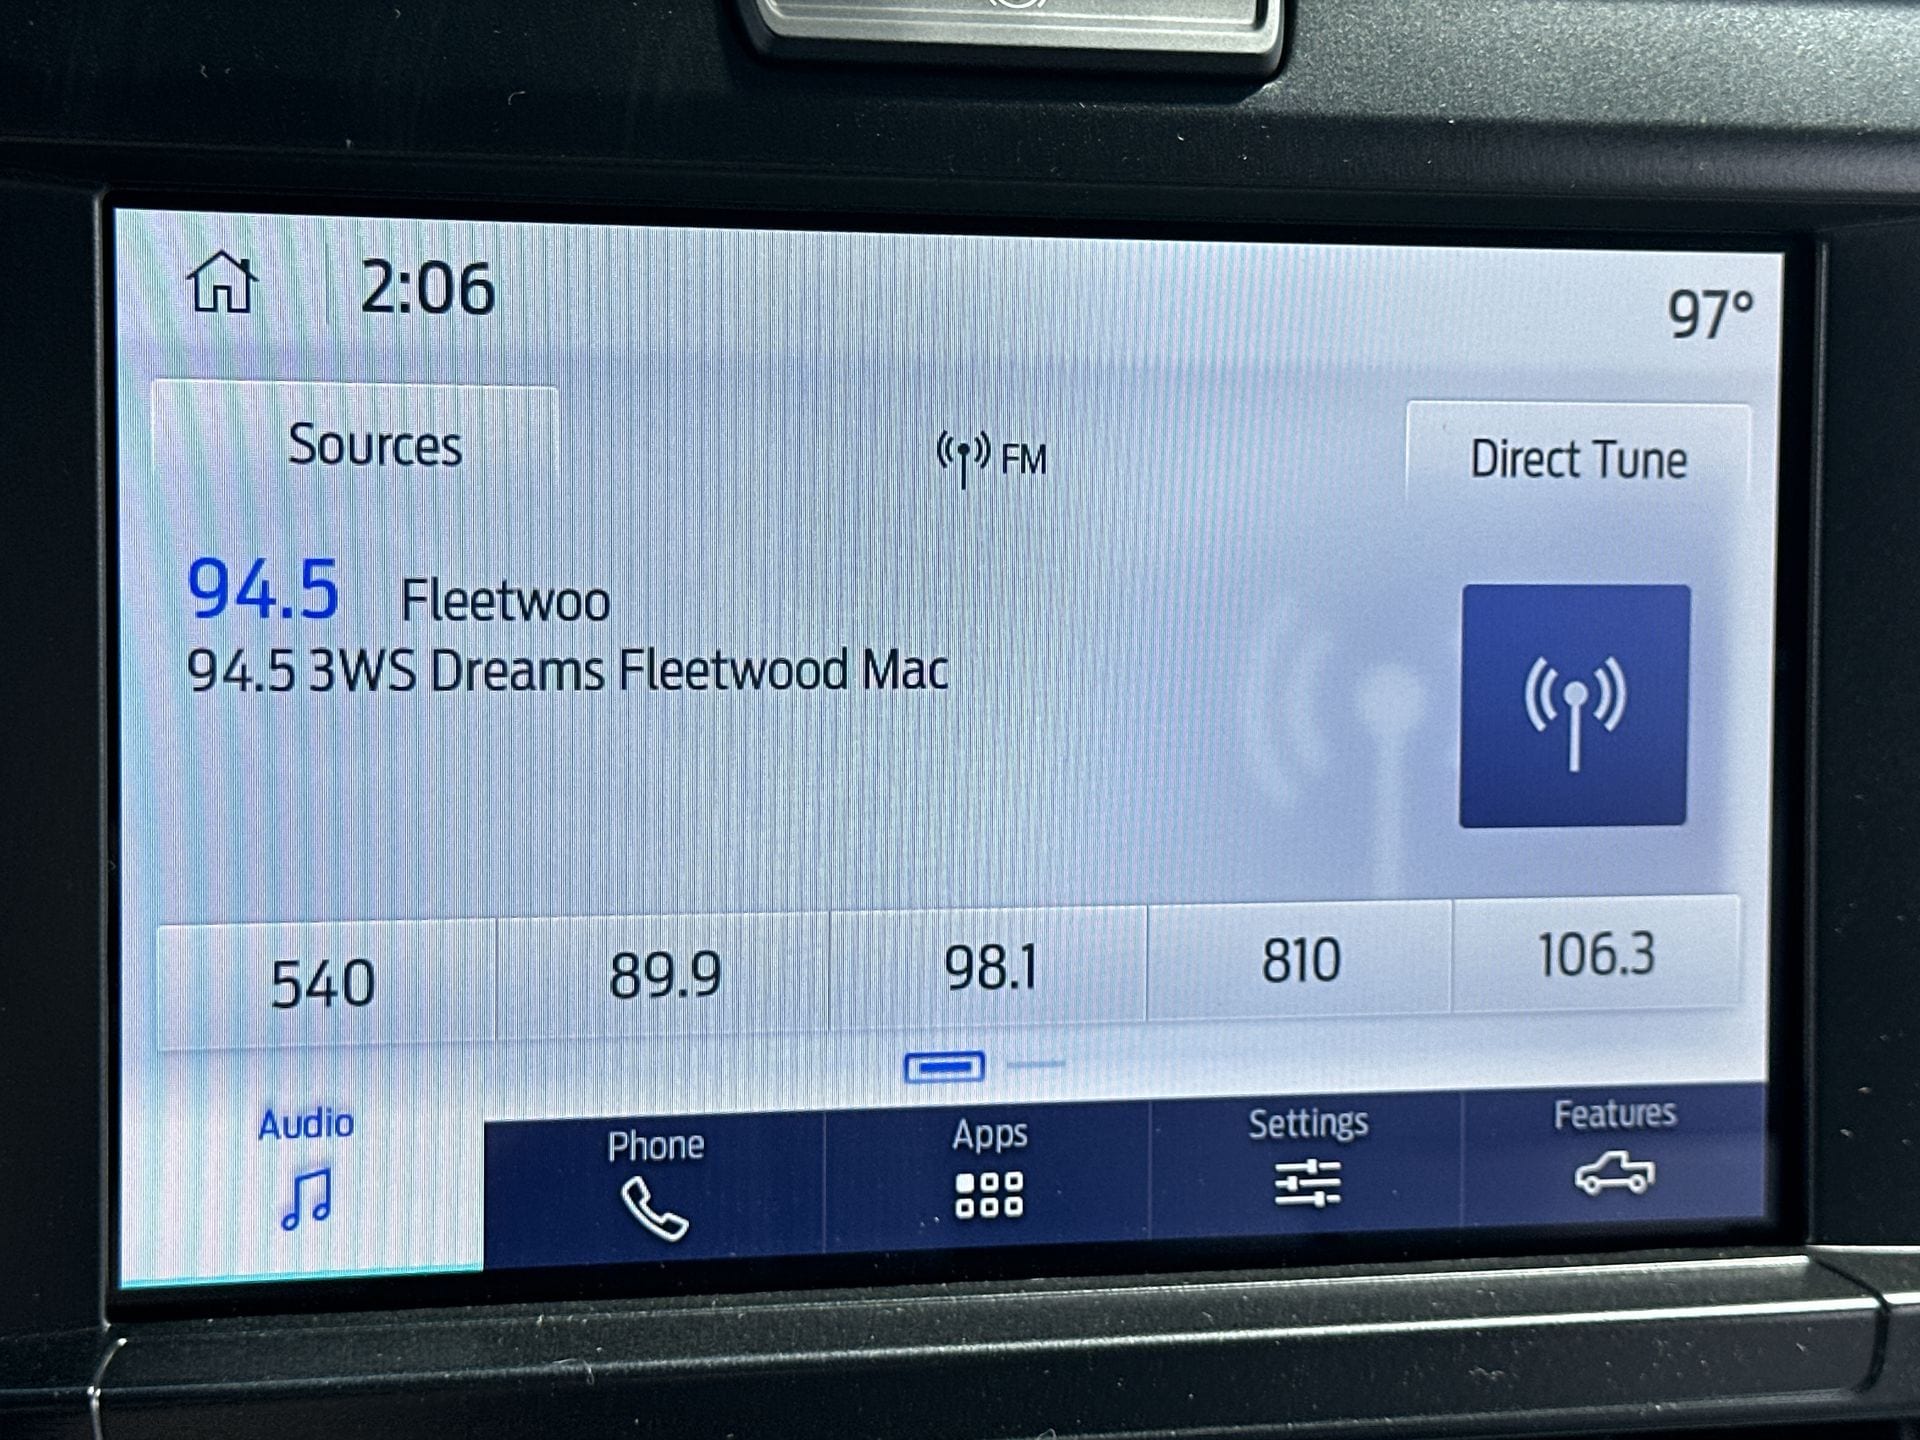 2:06
97°
Sources
FM
Direct Tune
94.5 Fleetwoo
94.5 3WS Dreams Fleetwood Mac
540 89.9 98.1 810 106.3
Audio Phone Apps Settings Features